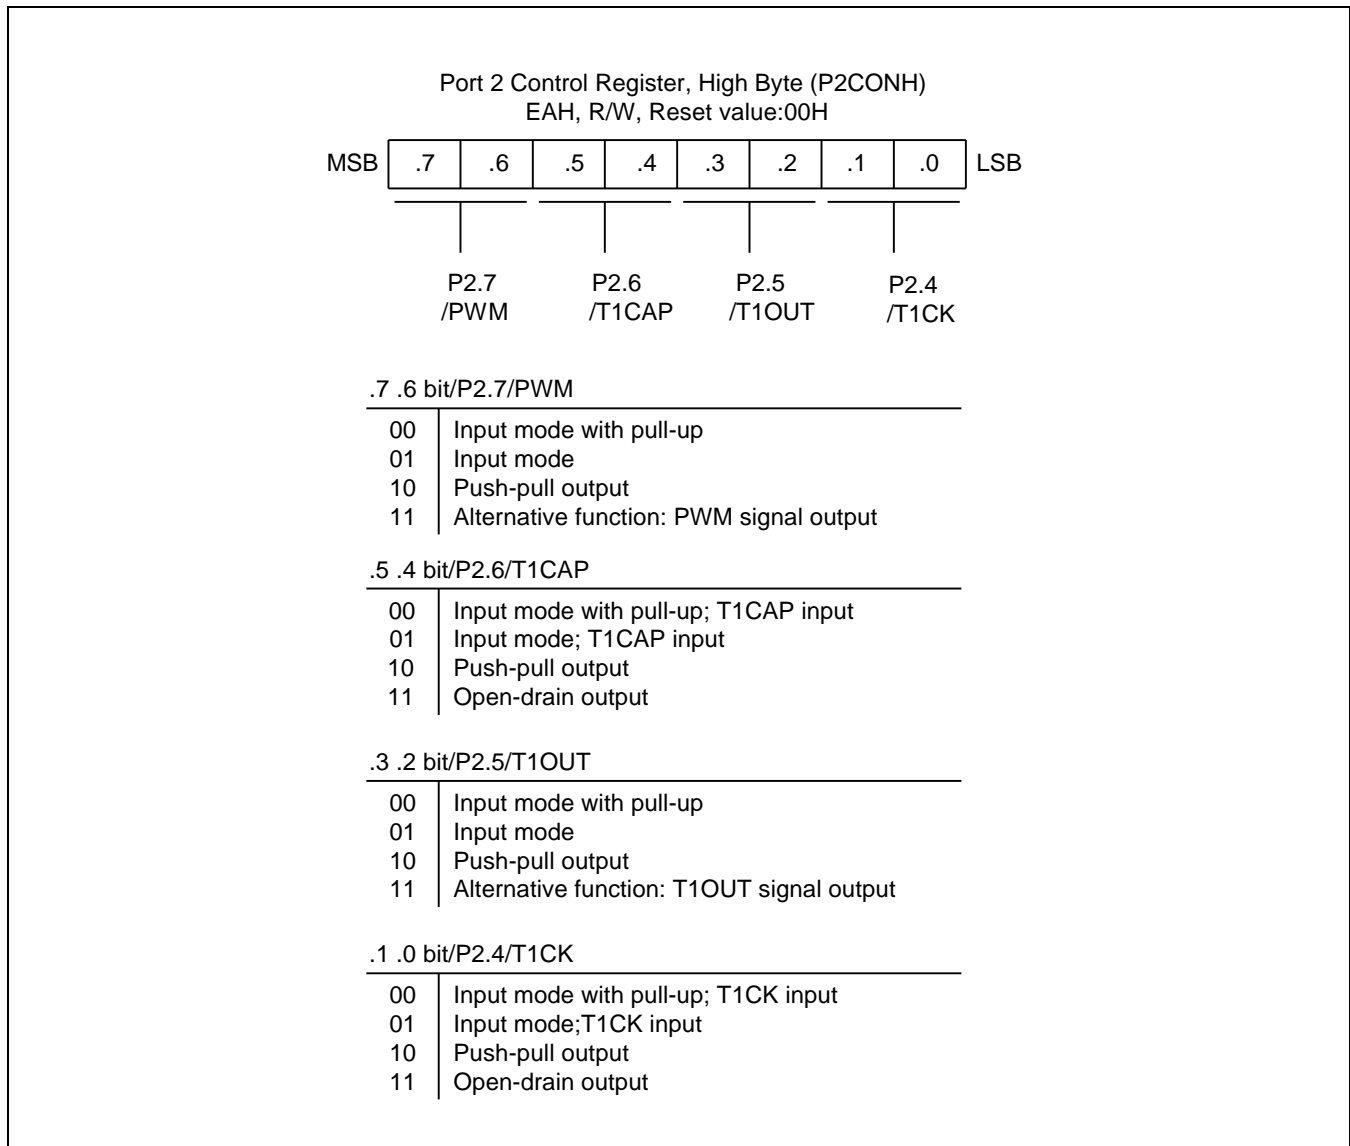 Port 2 Control Register, High Byte (P2CONH)
EAH, R/W, Reset value:00H
MSB .7 .6 .5 .4 .3 .2 .1 .0 LSB
P2.7 P2.6 P2.5 P2.4
/PWM /T1CAP /T1OUT /T1CK
.7 .6 bit/P2.7/PWM
00 Input mode with pull-up
01 Input mode
10 Push-pull output
11 Alternative function: PWM signal output
.5 .4 bit/P2.6/T1CAP
00 Input mode with pull-up; T1CAP input
01 Input mode; T1CAP input
10 Push-pull output
11 Open-drain output
.3 .2 bit/P2.5/T1OUT
00 Input mode with pull-up
01 Input mode
10 Push-pull output
11 Alternative function: T1OUT signal output
.1 .0 bit/P2.4/T1CK
00 Input mode with pull-up; T1CK input
01 Input mode;T1CK input
10 Push-pull output
11 Open-drain output